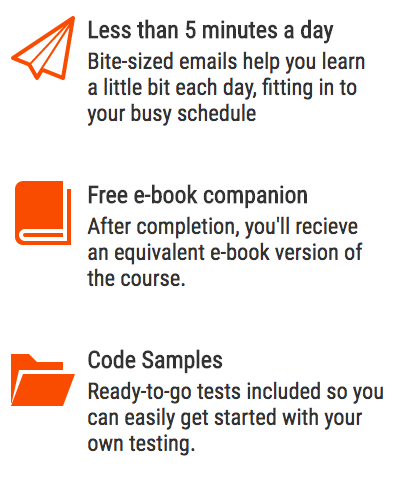 Less than 5 minutes a day
Bite-sized emails help you learn
a little bit each day, fitting in to
your busy schedule
Free e-book companion
After completion, you'll recieve
an equivalent e-book version of
the course.
Code Samples
Ready-to-go tests included so you
can easily get started with your
own testing.